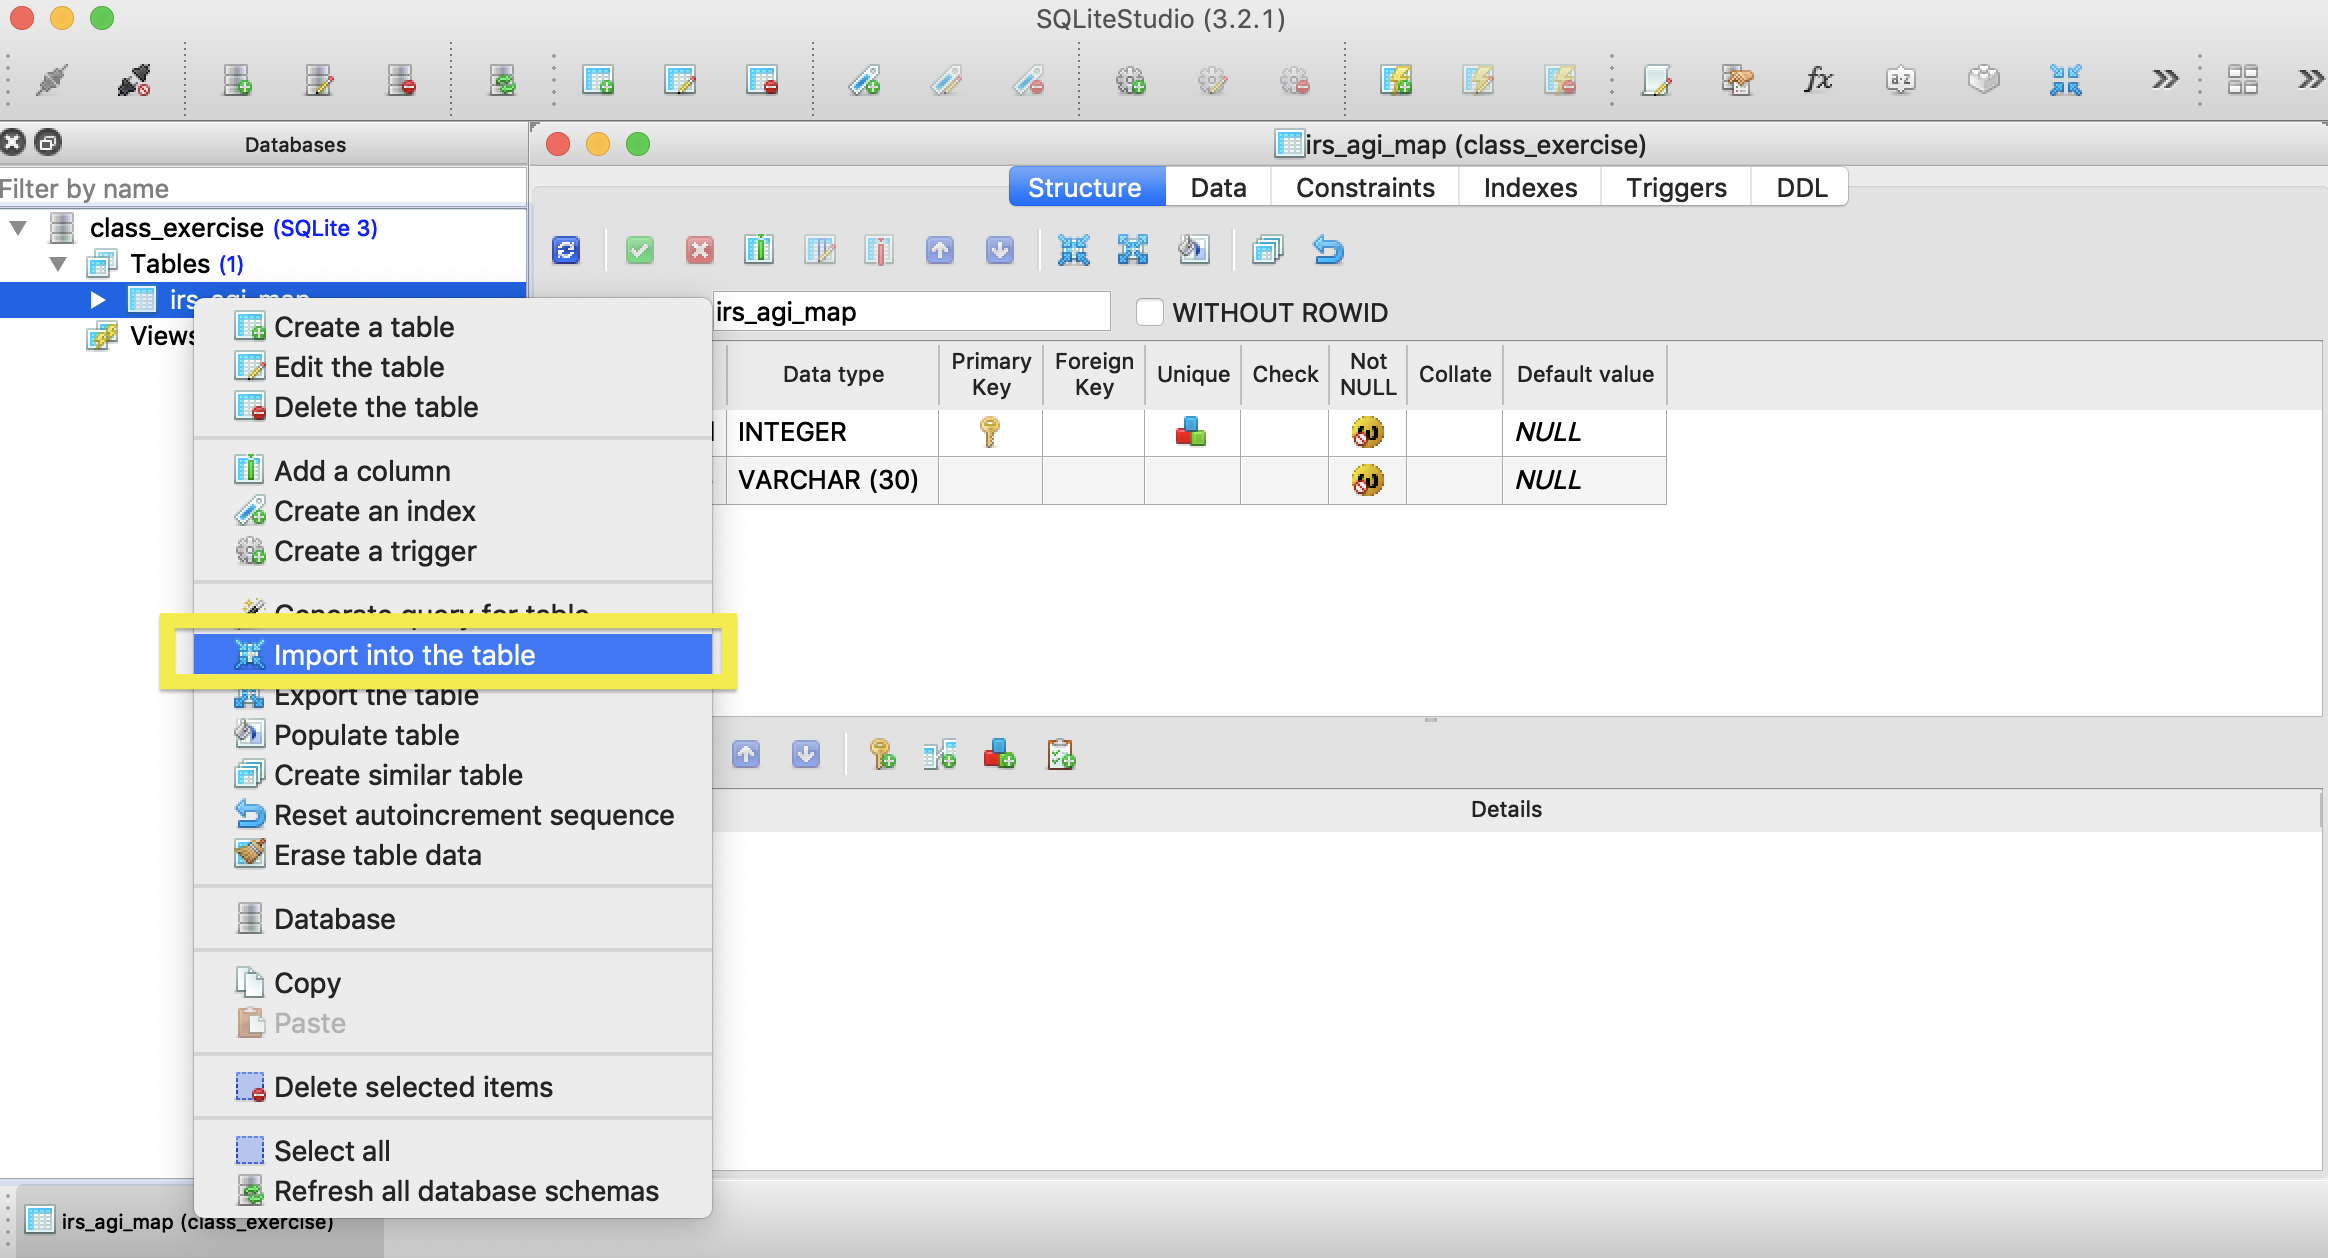 SQLiteStudio (3.2.1)
fx
a-z
Databases
irs_agi_map (class_exercise)
Filter by name
Structure
Data
Constraints
Indexes
Triggers
DDL
class_exercise (SQLite 3)
Tables (1)
irs_agi_map
Views
irs_agi_map
WITHOUT ROWID
Data type
Primary Key
Foreign Key
Unique
Check
Not NULL
Collate
Default value
INTEGER
NULL
VARCHAR (30)
NULL
Create a table
Edit the table
Delete the table
Add a column
Create an index
Create a trigger
Generate query for table
Import into the table
Export the table
Populate table
Create similar table
Reset autoincrement sequence
Erase table data
Database
Copy
Paste
Delete selected items
Select all
Refresh all database schemas
Details
irs_agi_map (class_exercise)